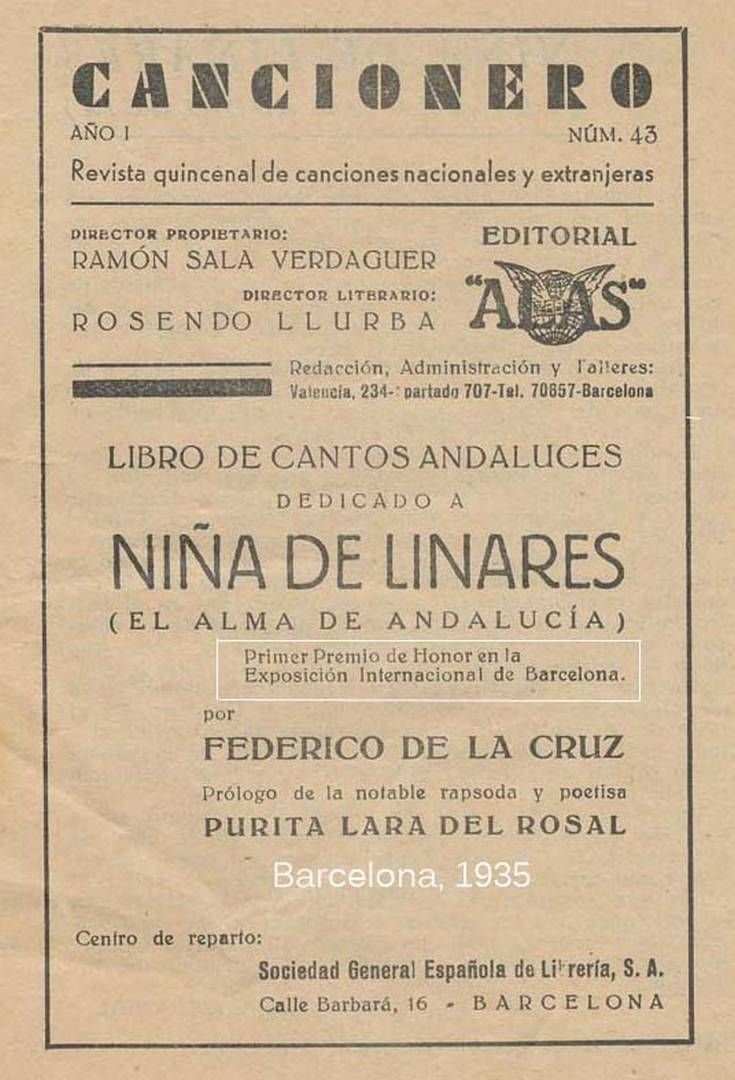 CANCIONERO
AÑO I NÚM. 43
Revista quincenal de canciones nacionales y extranjeras
DIRECTOR PROPIETARIO:
RAMÓN SALA VERDAGUER
DIRECTOR LITERARIO:
ROSENDO LLURBA
EDITORIAL
"ALAS"
Redacción, Administración y Talleres:
Valencia, 234- partado 707-Tel. 70657-Barcelona
LIBRO DE CANTOS ANDALUCES
DEDICADO A
NIÑA DE LINARES
(EL ALMA DE ANDALUCÍA)
Primer Premio de Honor en la
Exposición Internacional de Barcelona.
por
FEDERICO DE LA CRUZ
Prólogo de la notable rapsoda y poetisa
PURITA LARA DEL ROSAL
Barcelona, 1935
Centro de reparto:
Sociedad General Española de Librería, S. A.
Calle Barbará, 16 - BARCELONA